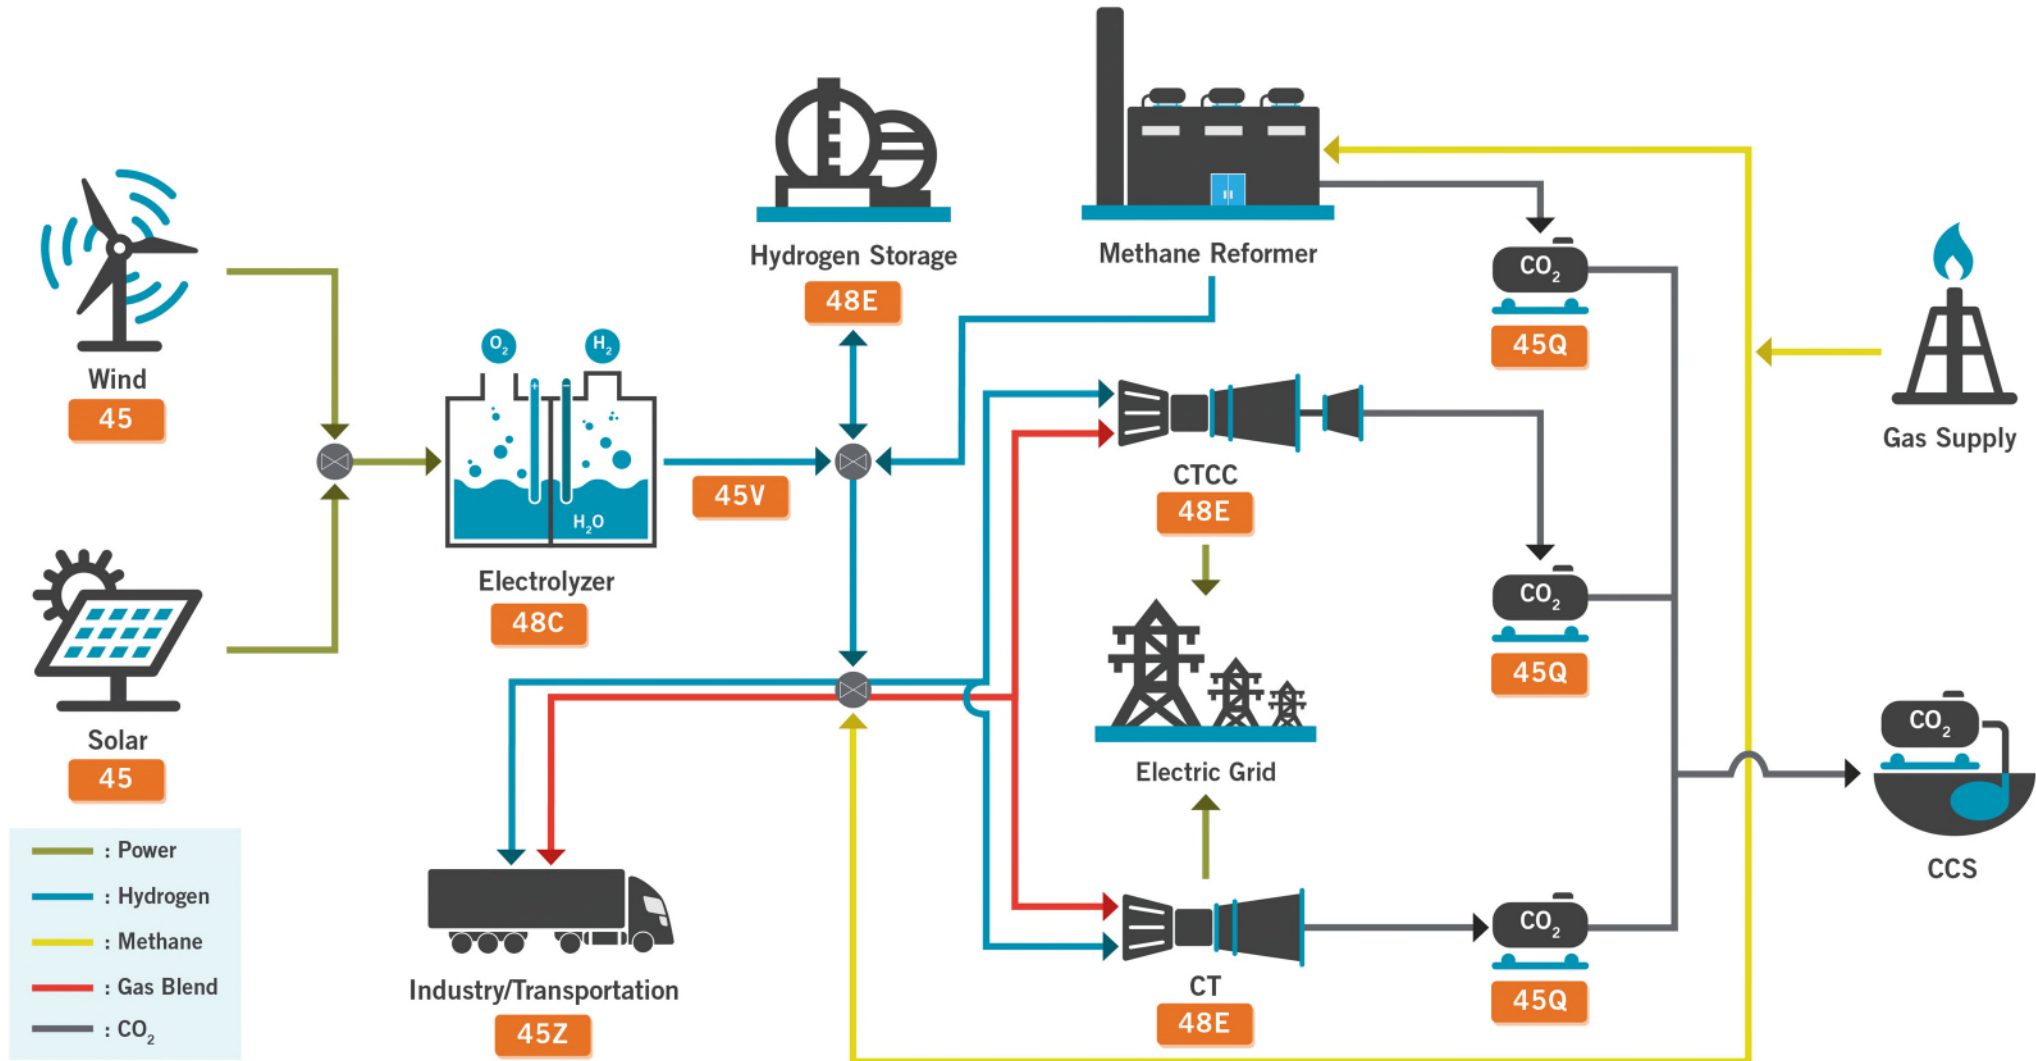 Wind
45
Solar
45
: Power
: Hydrogen
: Methane
: Gas Blend
: CO₂
O₂
H₂
+
−
H₂O
Electrolyzer
48C
45V
Hydrogen Storage
48E
Methane Reformer
CO₂
45Q
Gas Supply
CTCC
48E
CO₂
45Q
Electric Grid
CO₂
CCS
Industry/Transportation
45Z
CT
48E
CO₂
45Q